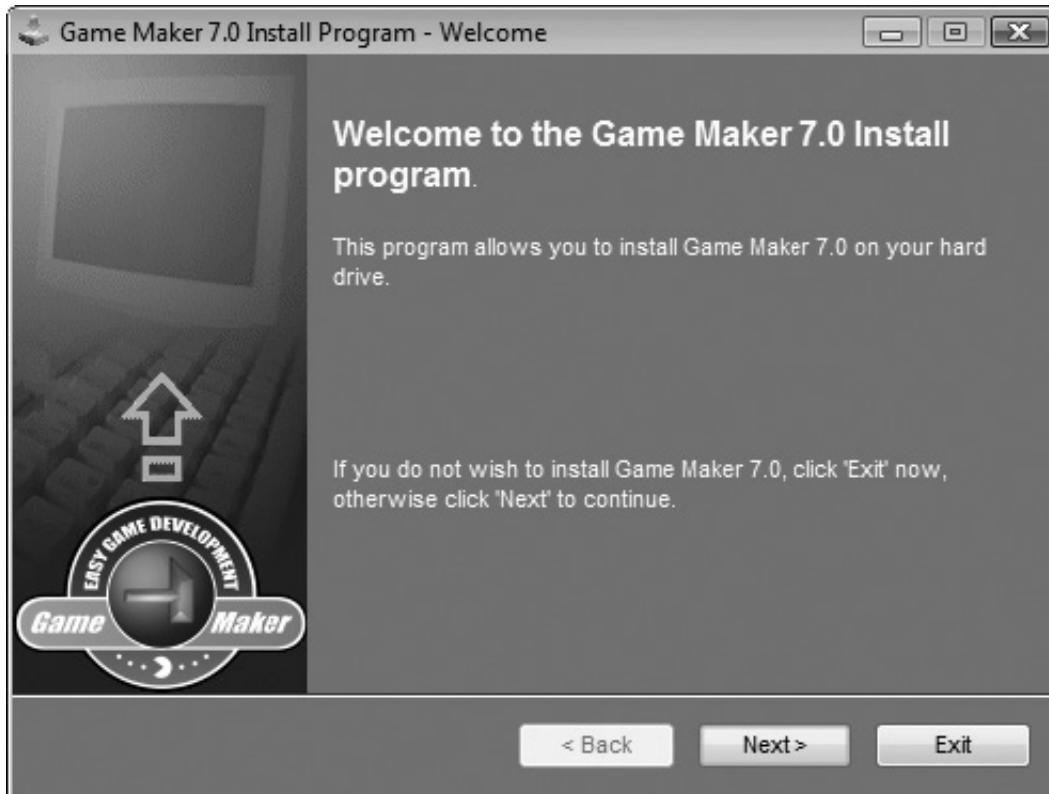 Game Maker 7.0 Install Program - Welcome
Welcome to the Game Maker 7.0 Install
program.
This program allows you to install Game Maker 7.0 on your hard
drive.
If you do not wish to install Game Maker 7.0, click 'Exit' now,
otherwise click 'Next' to continue.
EASY GAME DEVELOPMENT
Game Maker
< Back
Next >
Exit